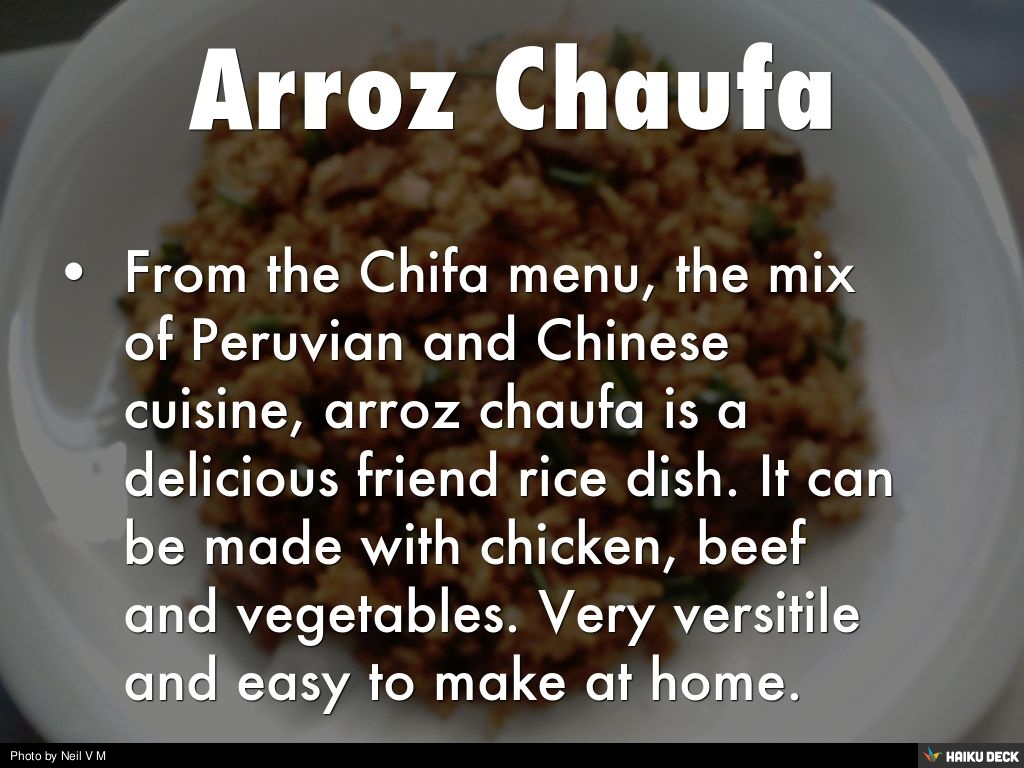 Arroz Chaufa
• From the Chifa menu, the mix
of Peruvian and Chinese
cuisine, arroz chaufa is a
delicious friend rice dish. It can
be made with chicken, beef
and vegetables. Very versitile
and easy to make at home.
Photo by Neil V M
HAIKU DECK